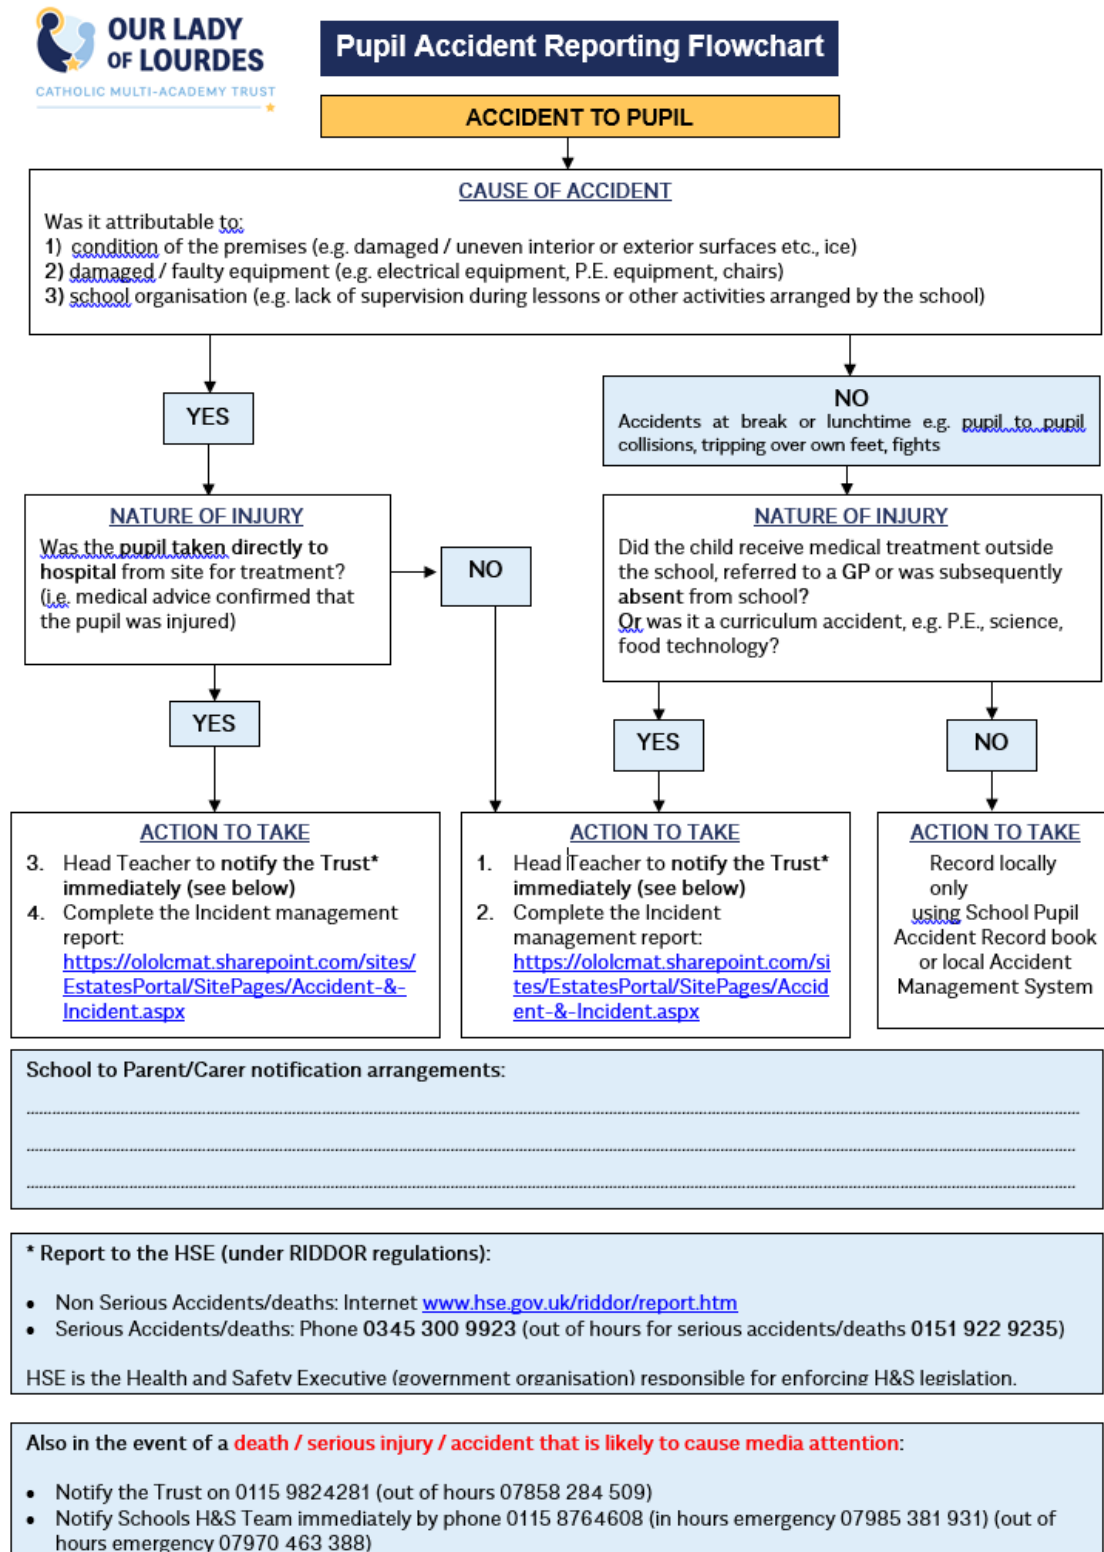 OUR LADY
OF LOURDES
CATHOLIC MULTI-ACADEMY TRUST
Pupil Accident Reporting Flowchart
ACCIDENT TO PUPIL
CAUSE OF ACCIDENT
Was it attributable to:
1) condition of the premises (e.g. damaged / uneven interior or exterior surfaces etc., ice)
2) damaged / faulty equipment (e.g. electrical equipment, P.E. equipment, chairs)
3) school organisation (e.g. lack of supervision during lessons or other activities arranged by the school)
YES
NO
Accidents at break or lunchtime e.g. pupil to pupil
collisions, tripping over own feet, fights
NATURE OF INJURY
Was the pupil taken directly to
hospital from site for treatment?
(i.e. medical advice confirmed that
the pupil was injured)
NO
NATURE OF INJURY
Did the child receive medical treatment outside
the school, referred to a GP or was subsequently
absent from school?
Or was it a curriculum accident, e.g. P.E., science,
food technology?
YES
YES
NO
ACTION TO TAKE
3. Head Teacher to notify the Trust*
immediately (see below)
4. Complete the Incident management
report:
https://ololcmat.sharepoint.com/sites/
EstatesPortal/SitePages/Accident-&-
Incident.aspx
ACTION TO TAKE
1. Head Teacher to notify the Trust*
immediately (see below)
2. Complete the Incident
management report:
https://ololcmat.sharepoint.com/si
tes/EstatesPortal/SitePages/Accid
ent-&-Incident.aspx
ACTION TO TAKE
Record locally
only
using School Pupil
Accident Record book
or local Accident
Management System
School to Parent/Carer notification arrangements:
* Report to the HSE (under RIDDOR regulations):
• Non Serious Accidents/deaths: Internet www.hse.gov.uk/riddor/report.htm
• Serious Accidents/deaths: Phone 0345 300 9923 (out of hours for serious accidents/deaths 0151 922 9235)
HSE is the Health and Safety Executive (government organisation) responsible for enforcing H&S legislation.
Also in the event of a death / serious injury / accident that is likely to cause media attention:
• Notify the Trust on 0115 9824281 (out of hours 07858 284 509)
• Notify Schools H&S Team immediately by phone 0115 8764608 (in hours emergency 07985 381 931) (out of
hours emergency 07970 463 388)